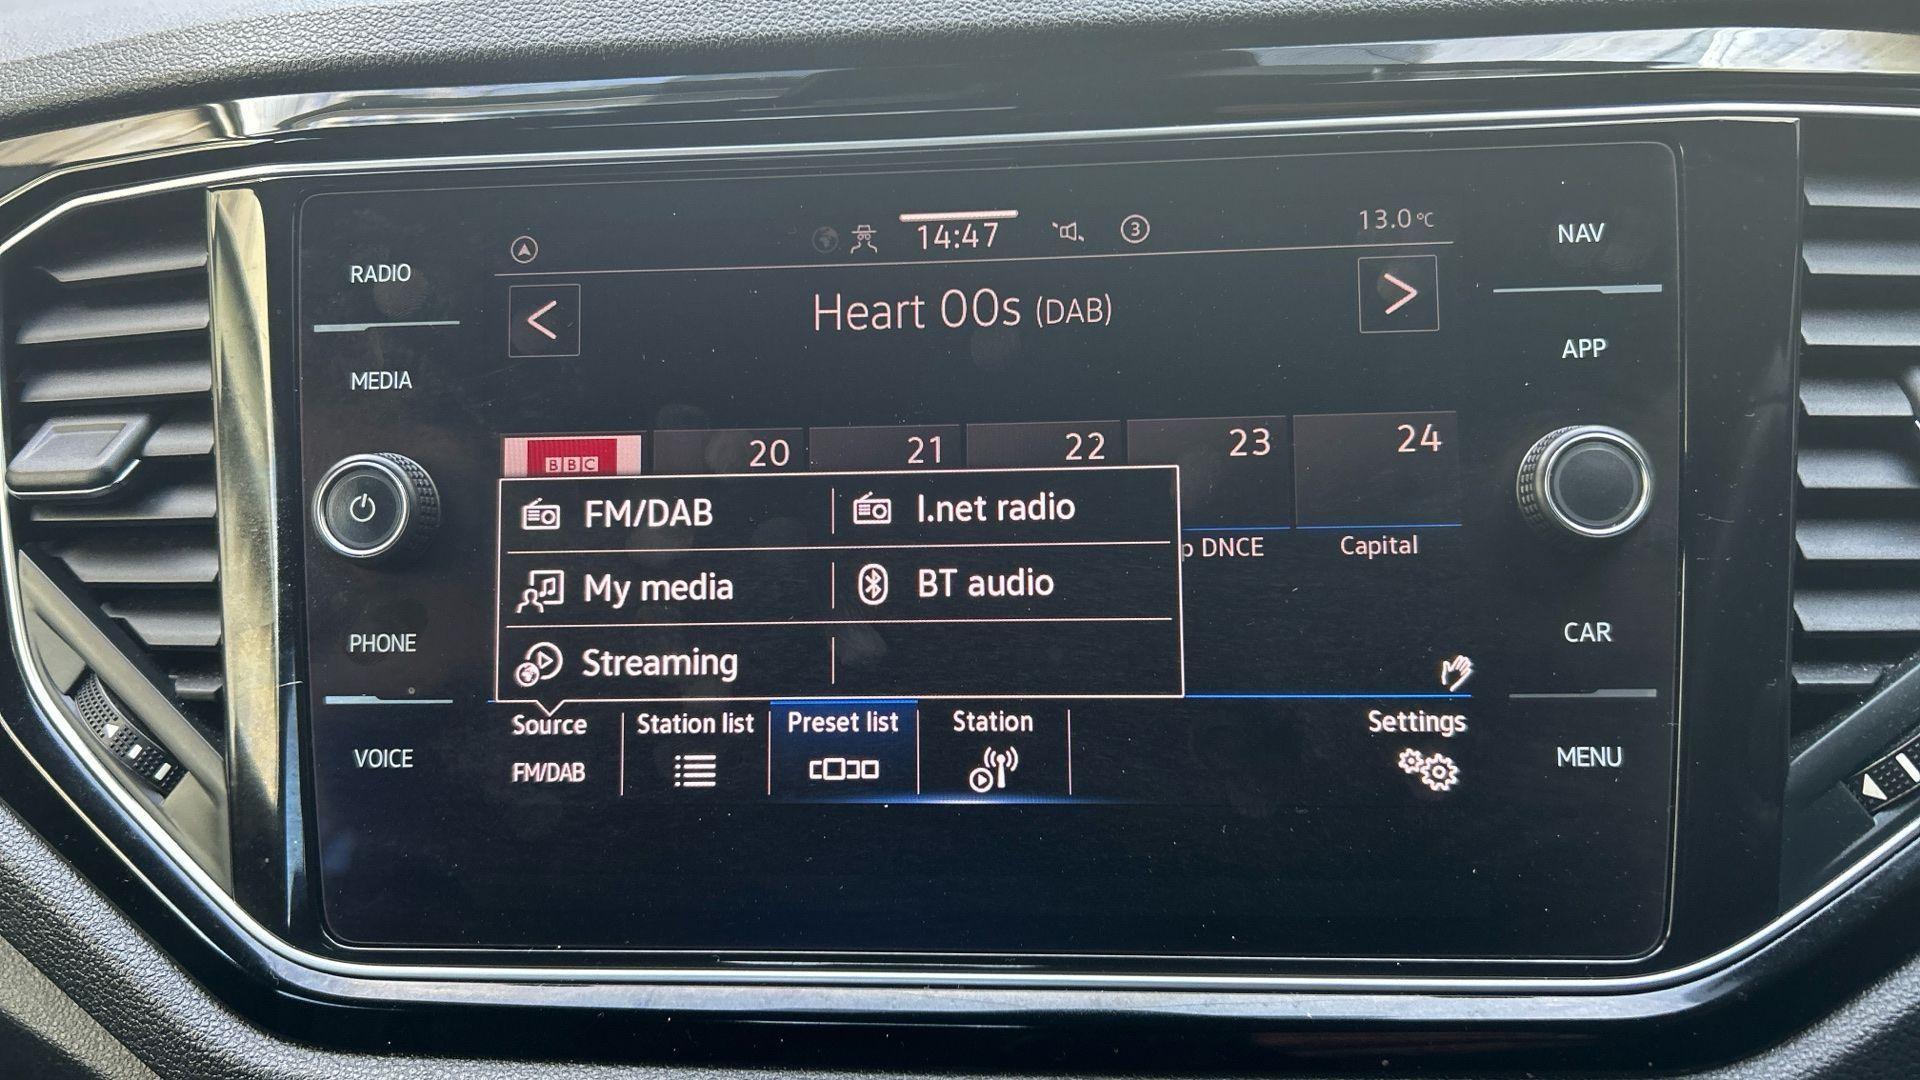 RADIO
MEDIA
PHONE
VOICE
14:47
3
13.0°C
<
Heart 00s (DAB)
>
BBC
20
21
22
23
24
FM/DAB
I.net radio
My media
BT audio
Streaming
DNCE
Capital
Source
FM/DAB
Station list
Preset list
Station
Settings
NAV
APP
CAR
MENU